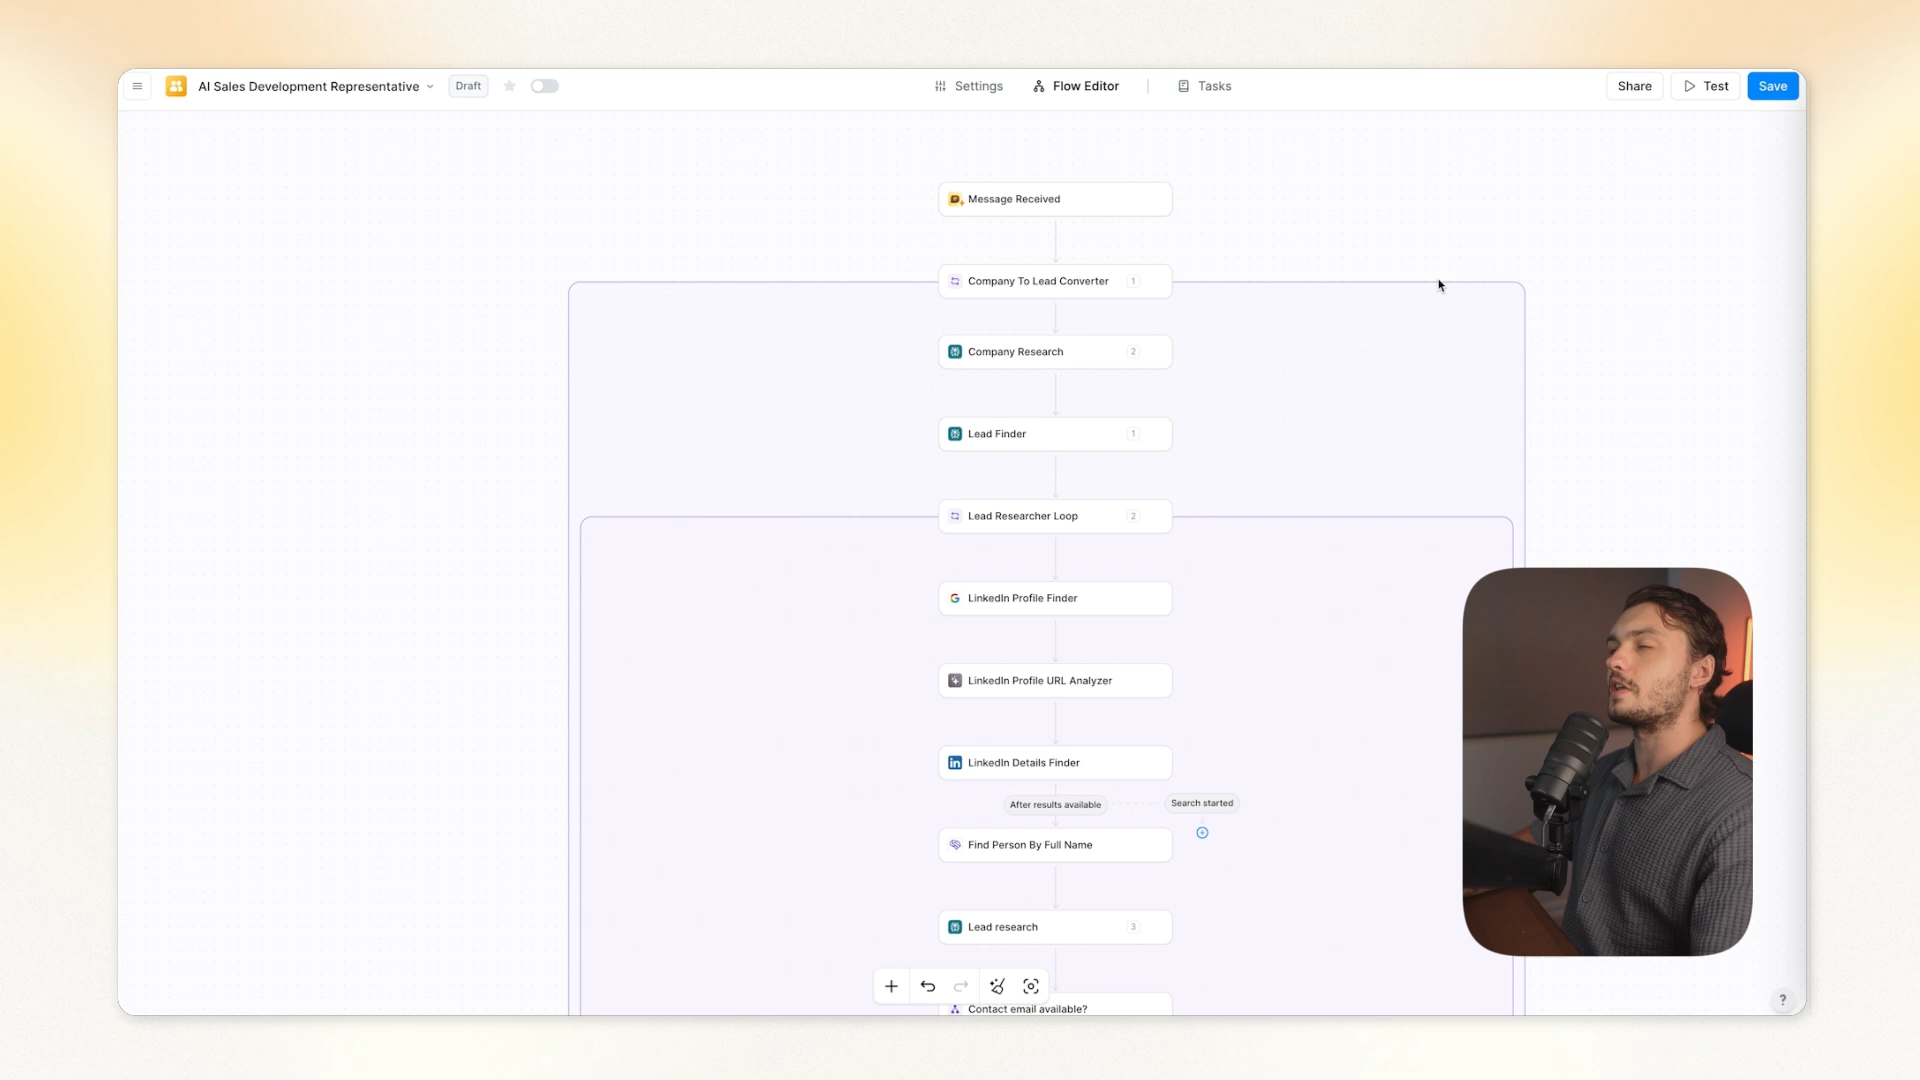 AI Sales Development Representative
Draft
Settings
Flow Editor
Tasks
Share
Test
Save
Message Received
Company To Lead Converter 1
Company Research 2
Lead Finder 1
Lead Researcher Loop 2
LinkedIn Profile Finder
LinkedIn Profile URL Analyzer
in LinkedIn Details Finder
After results available
Search started
Find Person By Full Name
Lead research 3
Contact email available?
?